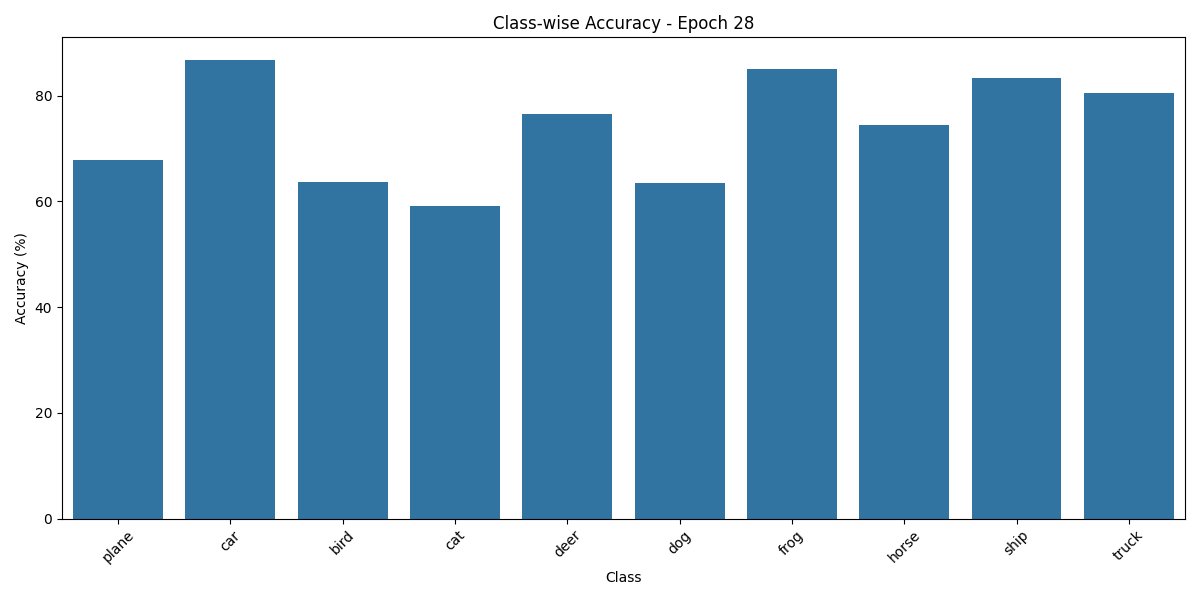 Class-wise Accuracy - Epoch 28
Accuracy (%)
80
60
40
20
0
plane
car
bird
cat
deer
dog
frog
horse
ship
truck
Class